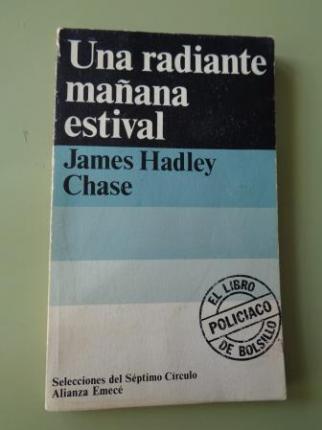 Una radiante
mañana
estival
James Hadley
Chase
EL LIBRO
POLICIACO
DE BOLSILLO
Selecciones del Séptimo Círculo
Alianza Emecé